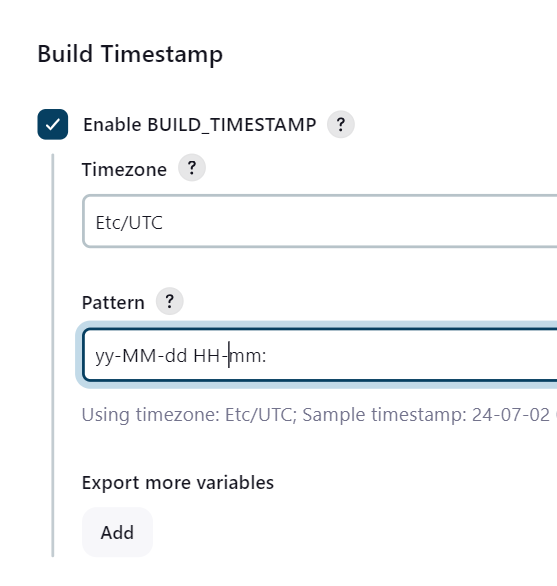 Build Timestamp
Enable BUILD_TIMESTAMP ?
Timezone ?
Etc/UTC
Pattern ?
yy-MM-dd HH-mm:
Using timezone: Etc/UTC; Sample timestamp: 24-07-02
Export more variables
Add